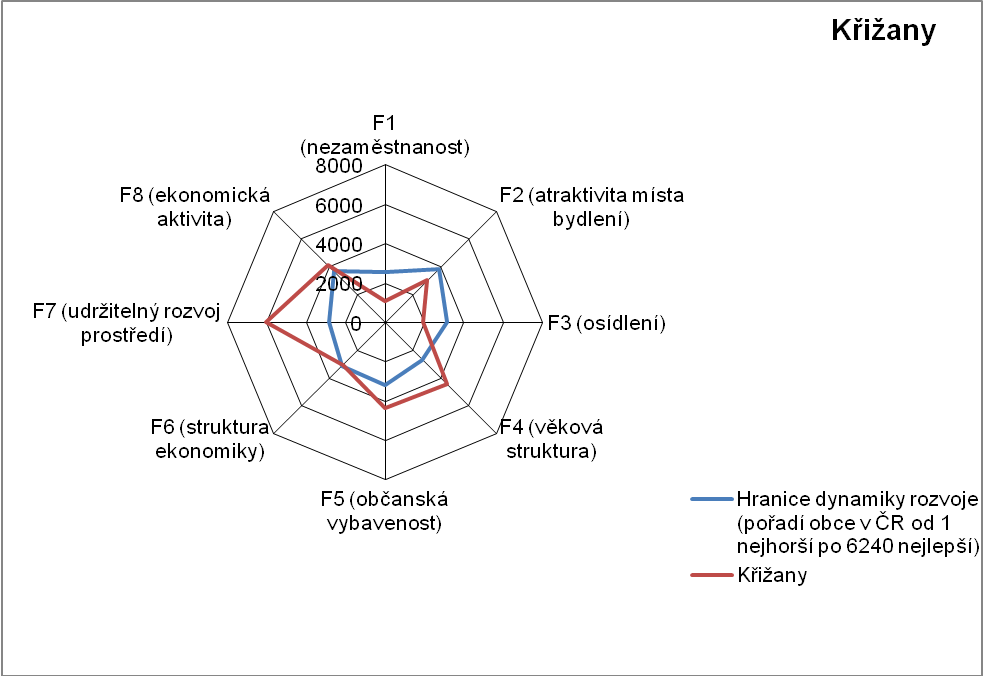 Křižany
F1
(nezaměstnanost)
8000
6000
4000
2000
0
F2 (atraktivita místa
bydlení)
F3 (osídlení)
F4 (věková
struktura)
F5 (občanská
vybavenost)
F6 (struktura
ekonomiky)
F7 (udržitelný rozvoj
prostředí)
F8 (ekonomická
aktivita)
Hranice dynamiky rozvoje
(pořadí obce v ČR od 1
nejhorší po 6240 nejlepší)
Křižany